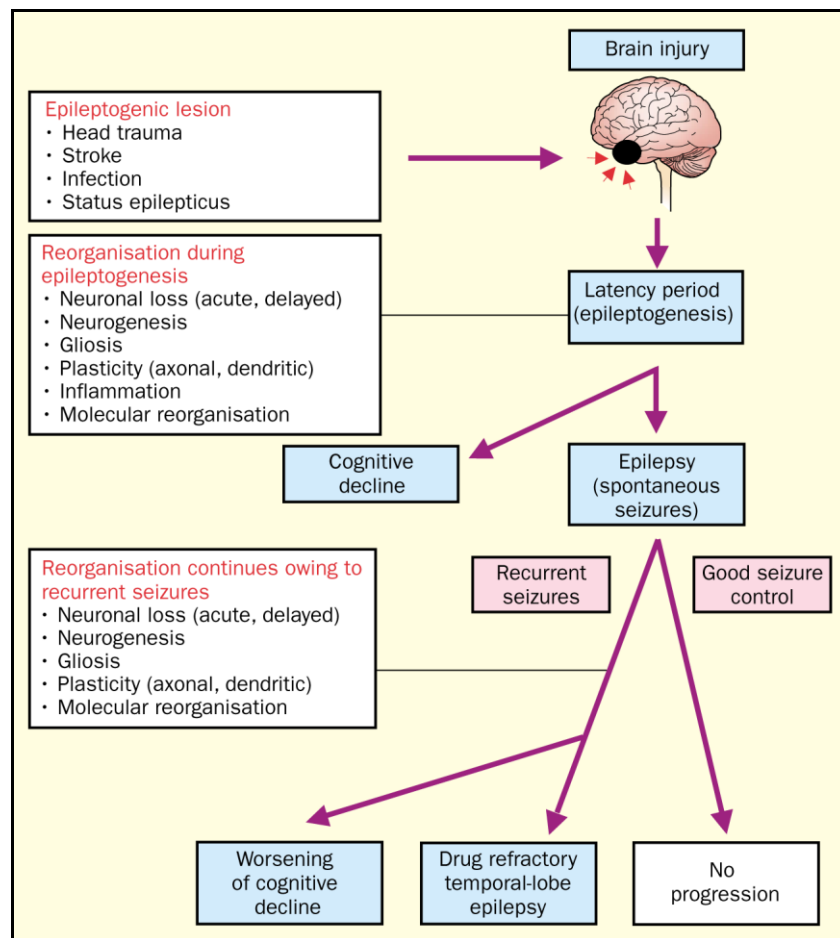 Brain injury
Epileptogenic lesion
· Head trauma
· Stroke
· Infection
· Status epilepticus
Reorganisation during
epileptogenesis
· Neuronal loss (acute, delayed)
· Neurogenesis
· Gliosis
· Plasticity (axonal, dendritic)
· Inflammation
· Molecular reorganisation
Latency period
(epileptogenesis)
Cognitive
decline
Epilepsy
(spontaneous
seizures)
Recurrent
seizures
Good seizure
control
Reorganisation continues owing to
recurrent seizures
· Neuronal loss (acute, delayed)
· Neurogenesis
· Gliosis
· Plasticity (axonal, dendritic)
· Molecular reorganisation
Worsening
of cognitive
decline
Drug refractory
temporal-lobe
epilepsy
No
progression